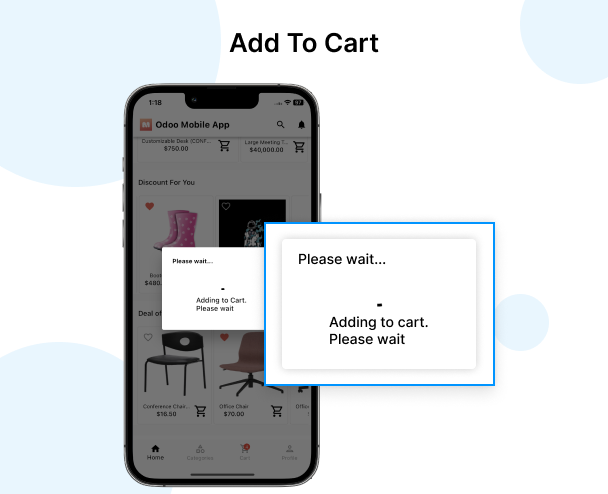 Add To Cart
1:18
97
M Odoo Mobile App
Customizable Desk (CONF...
$750.00
Large Meeting T...
$40,000.00
Discount For You
$480.
Please wait...
Adding to Cart.
Please wait
Please wait...
Adding to cart.
Please wait
Deal of
Conference Chair...
$16.50
Office Chair
$70.00
Home
Categories
Cart
Profile